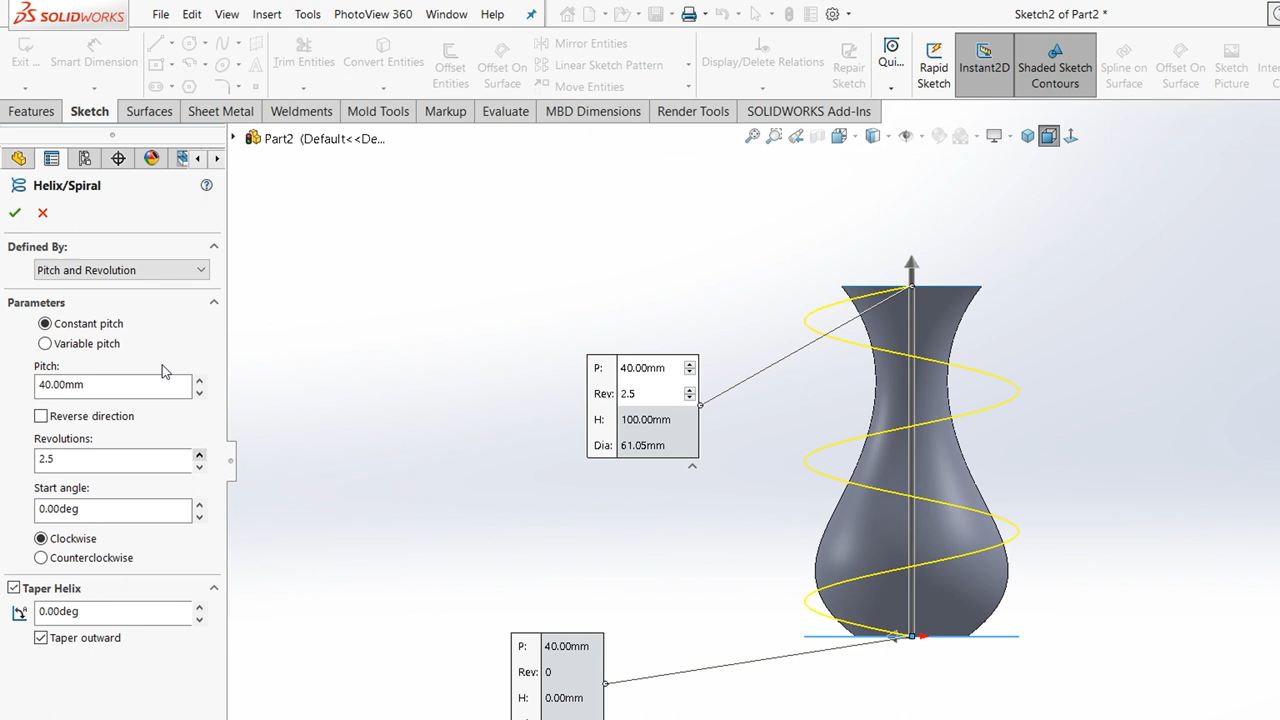 SOLIDWORKS File Edit View Insert Tools PhotoView 360 Window Help Sketch2 of Part2 *
Exit ... Smart Dimension Trim Entities Convert Entities Offset Entities Offset On Surface Mirror Entities Linear Sketch Pattern Move Entities Display/Delete Relations Repair Sketch Qui... Rapid Sketch Instant2D Shaded Sketch Contours Spline on Surface Offset On Surface Sketch Picture
Features Sketch Surfaces Sheet Metal Weldments Mold Tools Markup Evaluate MBD Dimensions Render Tools SOLIDWORKS Add-Ins
Part2 (Default<<De...
Helix/Spiral
Defined By:
Pitch and Revolution
Parameters
Constant pitch
Variable pitch
Pitch:
40.00mm
Reverse direction
Revolutions:
2.5
Start angle:
0.00deg
Clockwise
Counterclockwise
Taper Helix
0.00deg
Taper outward
P: 40.00mm
Rev: 2.5
H: 100.00mm
Dia: 61.05mm
P: 40.00mm
Rev: 0
H: 0.00mm